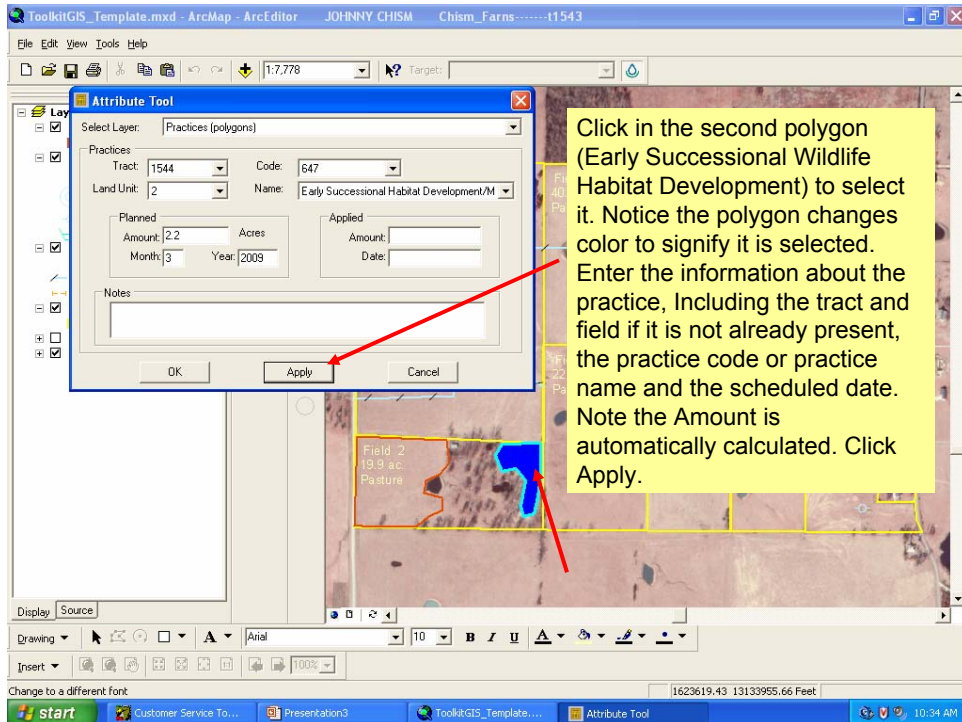 ToolkitGIS_Template.mxd - ArcMap - ArcEditor JOHNNY CHISM Chism_Farns-------t1543
File Edit View Tools Help
1:7,778 Target:
Attribute Tool
Select Layer: Practices (polygons)
Practices
Tract: 1544 Code: 647
Land Unit: 2 Name: Early Successional Habitat Development/M
Planned Applied
Amount: 2.2 Acres Amount:
Month: 3 Year: 2009 Date:
Notes
OK Apply Cancel
Lay
Click in the second polygon
(Early Successional Wildlife
Habitat Development) to select
it. Notice the polygon changes
color to signify it is selected.
Enter the information about the
practice, Including the tract and
field if it is not already present,
the practice code or practice
name and the scheduled date.
Note the Amount is
automatically calculated. Click
Apply.
Field 2
19.9 ac.
Pasture
Display Source
Drawing A Arial 10 B I U A
Insert 100%
Change to a different font 1623619.43 13133955.66 Feet
start Customer Service To... Presentation3 ToolkitGIS_Template.... Attribute Tool 10:34 AM